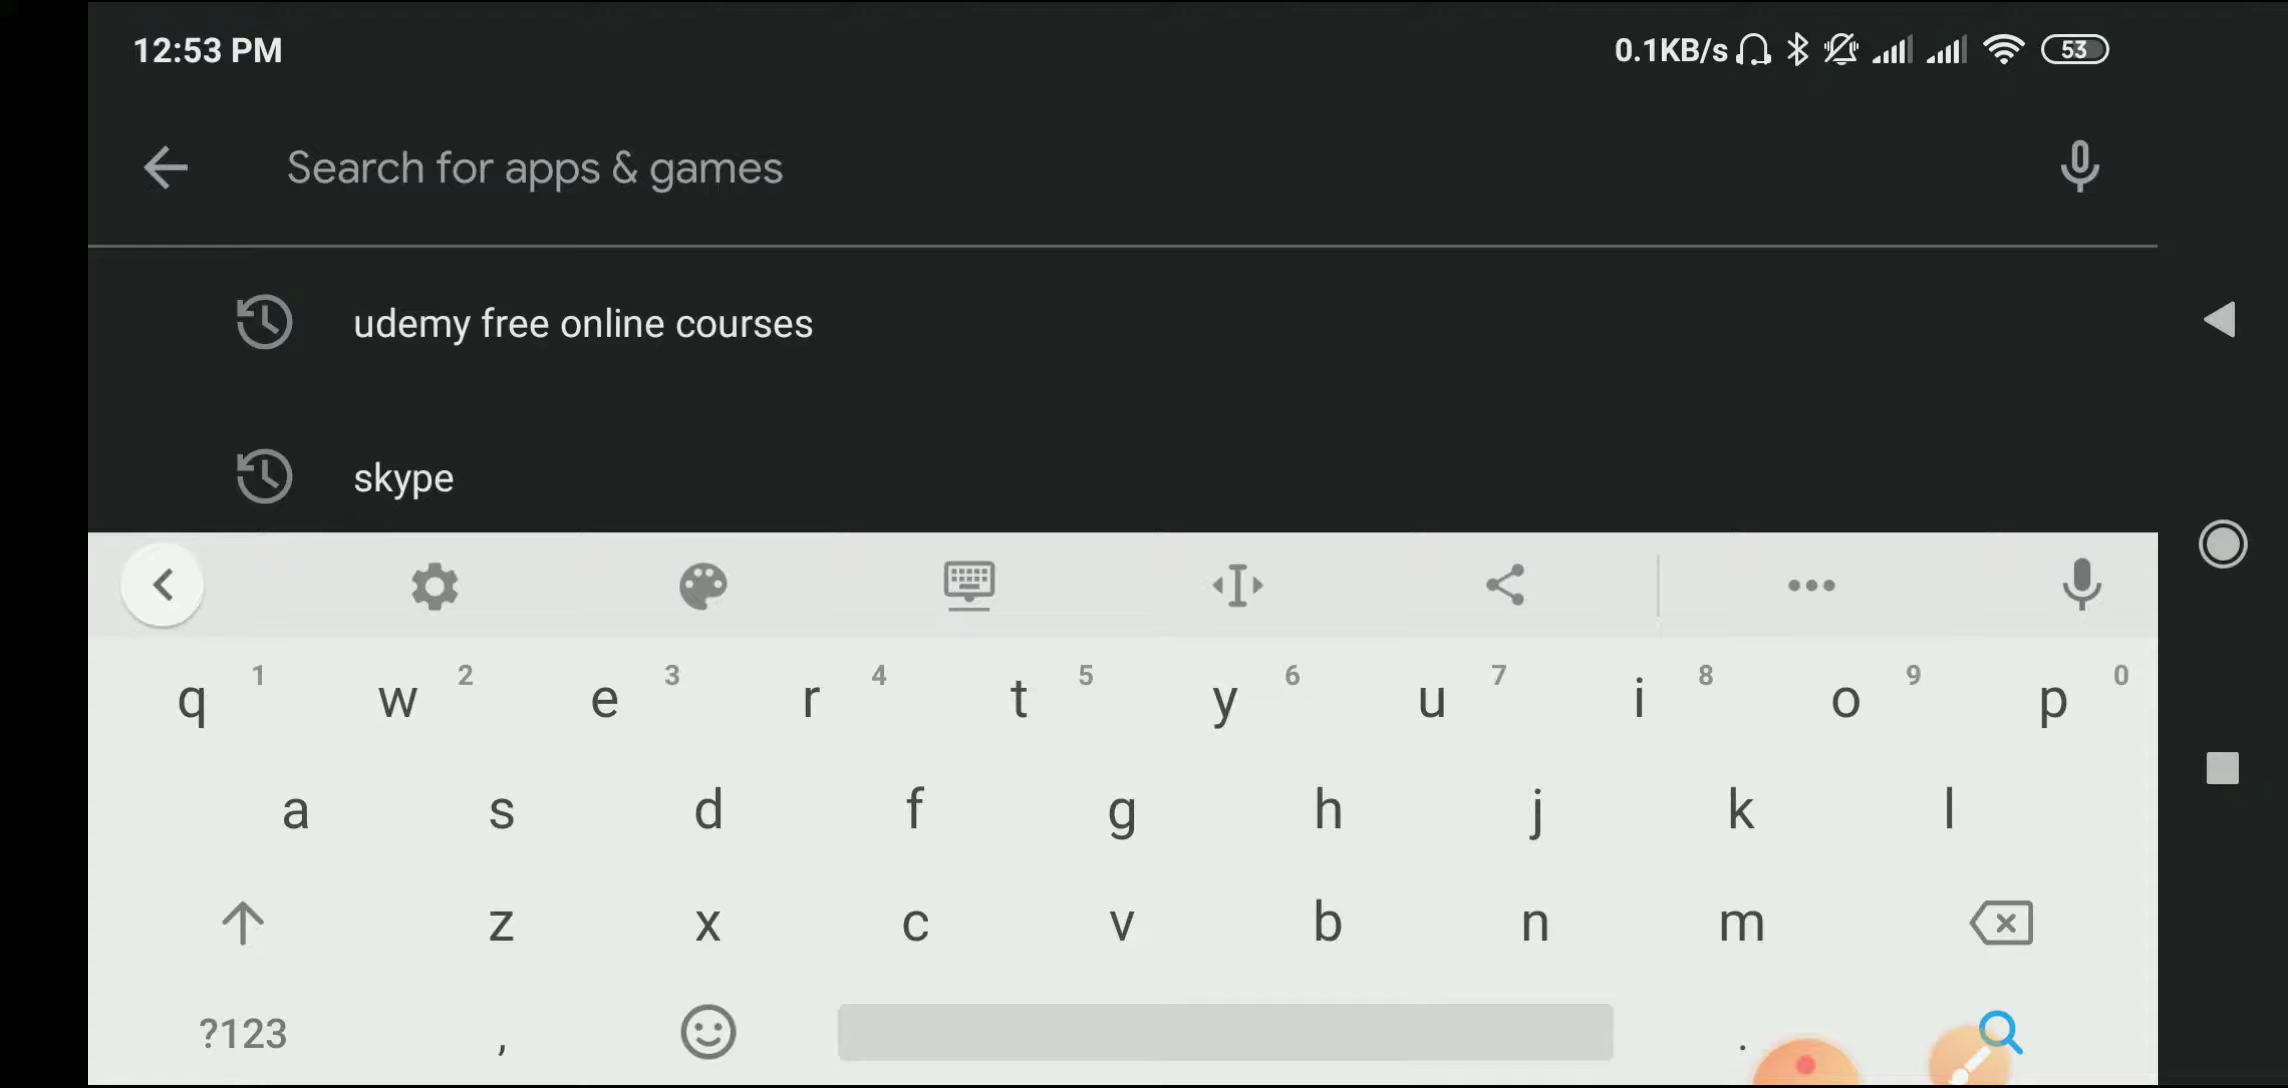 12:53 PM 0.1KB/s 53
Search for apps & games
udemy free online courses
skype
q 1 w 2 e 3 r 4 t 5 y 6 u 7 i 8 o 9 p 0
a s d f g h j k l
z x c v b n m
?123 , .